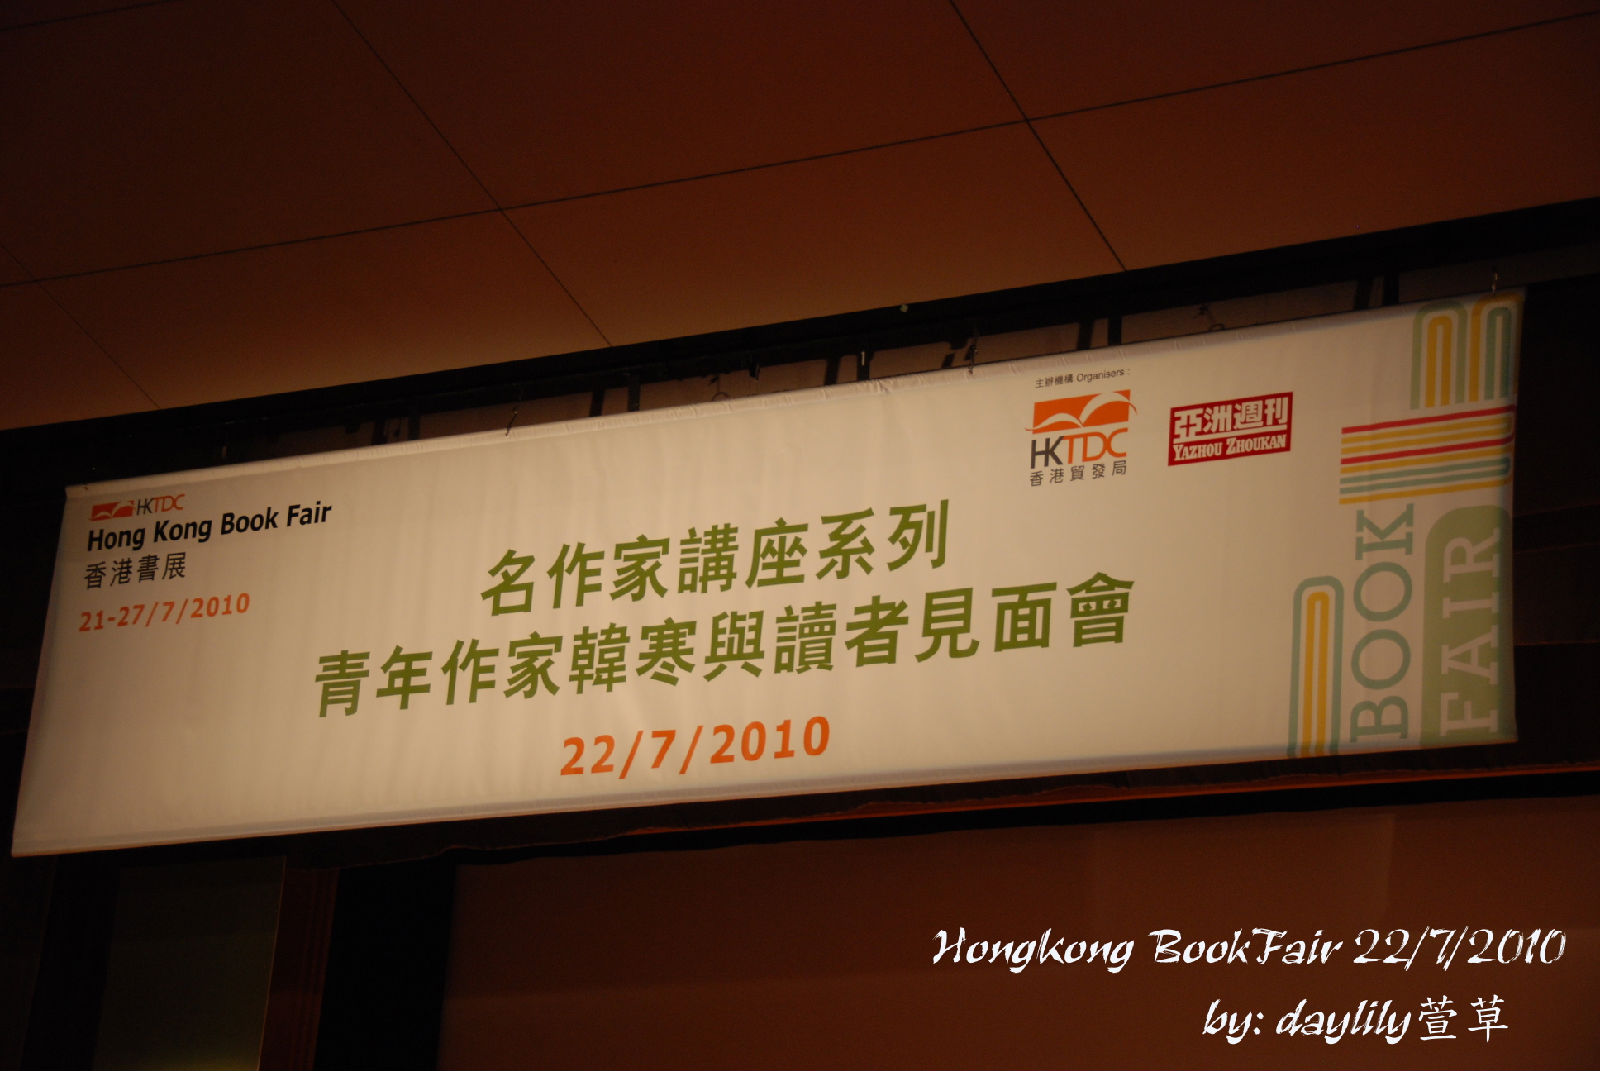 HKTDC
Hong Kong Book Fair
香港書展
21-27/7/2010
主辦機構 Organisers :
HKTDC
香港貿發局
亞洲週刊
YAZHOU ZHOUKAN
名作家講座系列
青年作家韓寒與讀者見面會
22/7/2010
BOOK
FAIR
Hongkong BookFair 22/7/2010
by: daylily萱草